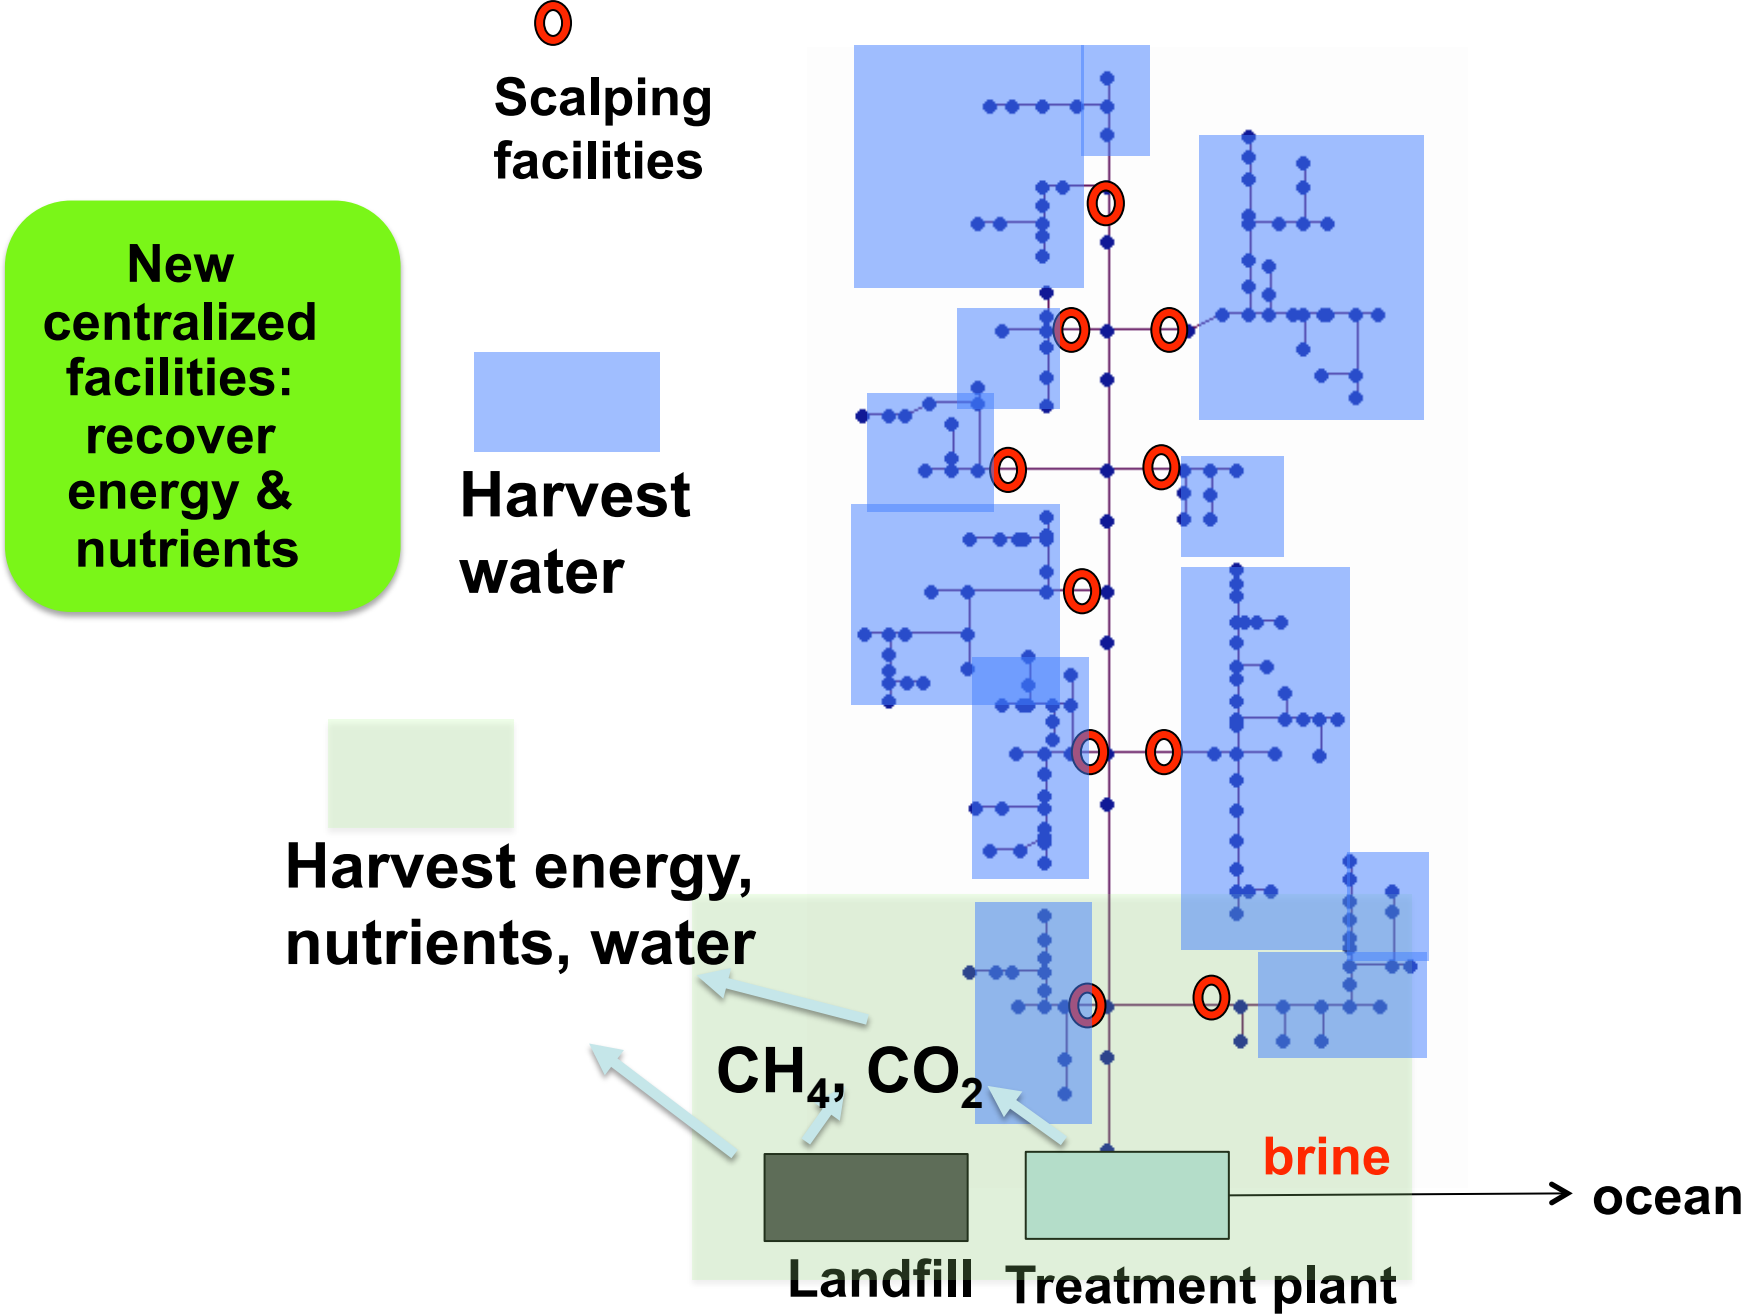 Scalping
facilities
New
centralized
facilities:
recover
energy &
nutrients
Harvest
water
Harvest energy,
nutrients, water
CH₄, CO₂
brine
ocean
Landfill
Treatment plant